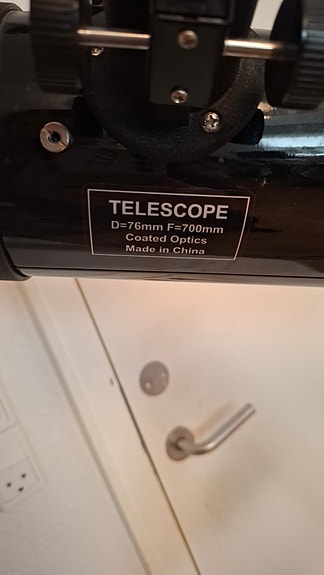 TELESCOPE
D=76mm F=700mm
Coated Optics
Made in China